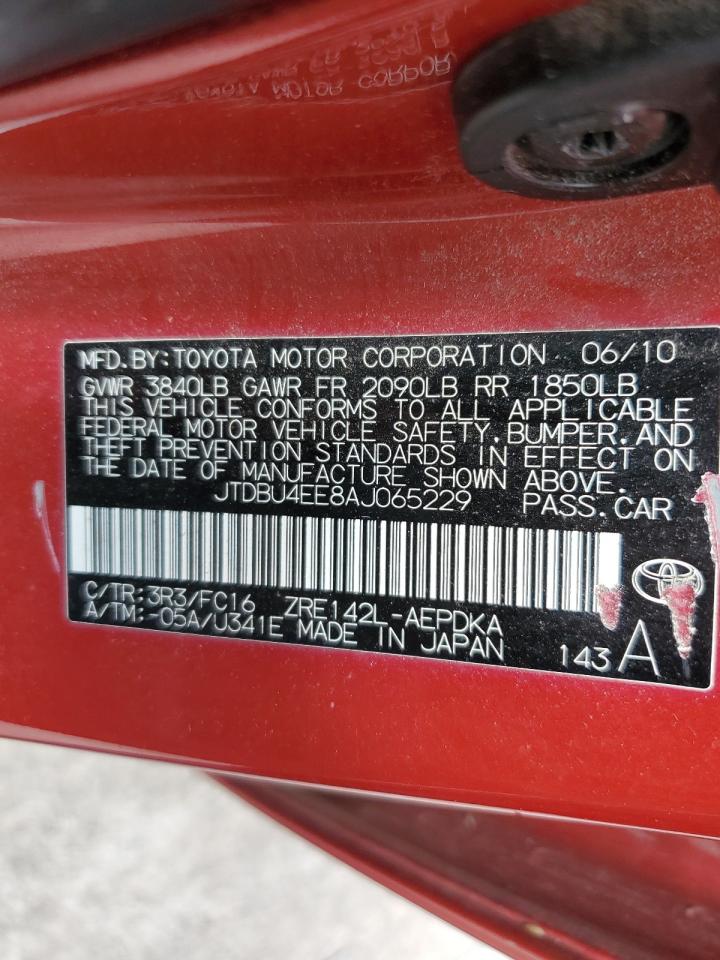 MFD.BY:TOYOTA MOTOR CORPORATION 06/10
GVWR 3840LB GAWR FR 2090LB RR 1850LB
THIS VEHICLE CONFORMS TO ALL APPLICABLE
FEDERAL MOTOR VEHICLE SAFETY.BUMPER.AND
THEFT PREVENTION STANDARDS IN EFFECT ON
THE DATE OF MANUFACTURE SHOWN ABOVE.
JTDBU4EE8AJ065229 PASS.CAR
C/TR:3R3/FC16 ZRE142L-AEPDKA
A/TM:-05A/U341E MADE IN JAPAN
143 A